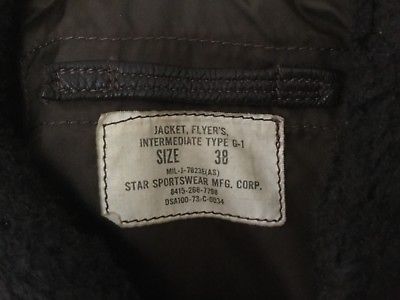 JACKET, FLYER'S,
INTERMEDIATE TYPE G-1
SIZE 38
MIL-J-7823E(AS)
STAR SPORTSWEAR MFG. CORP.
8415-268-7798
DSA100-73-C-0034